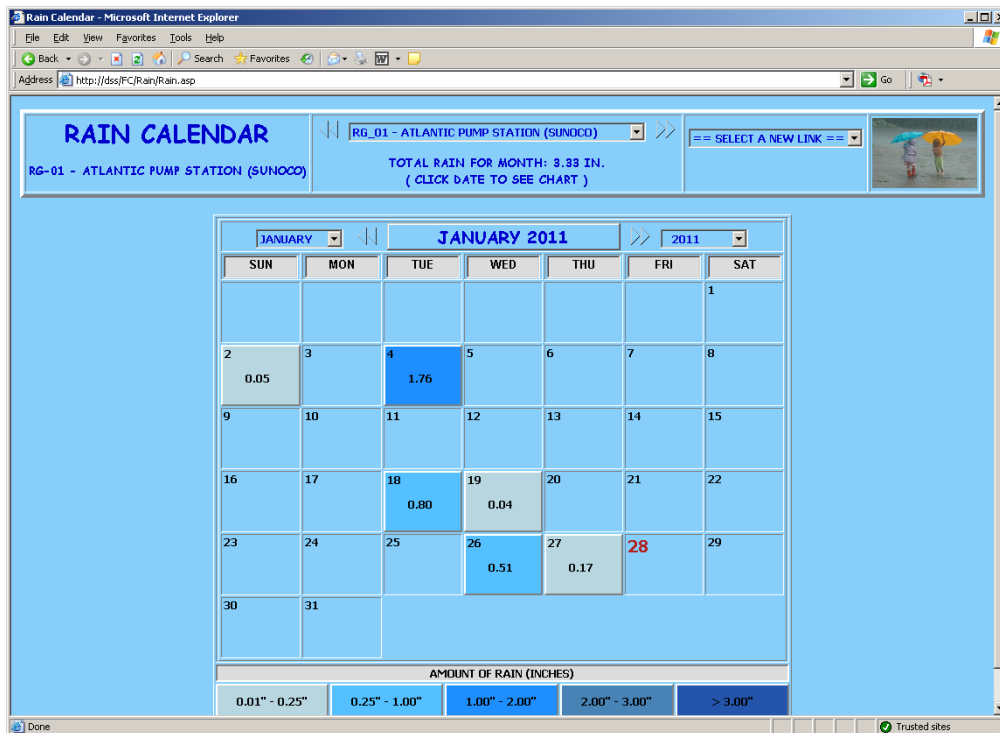 Rain Calendar - Microsoft Internet Explorer
File Edit View Favorites Tools Help
Back Search Favorites
Address http://dss/FC/Rain/Rain.asp Go
RAIN CALENDAR
RG-01 - ATLANTIC PUMP STATION (SUNOCO)
RG_01 - ATLANTIC PUMP STATION (SUNOCO)
TOTAL RAIN FOR MONTH: 3.33 IN.
( CLICK DATE TO SEE CHART )
== SELECT A NEW LINK ==
JANUARY JANUARY 2011 2011
SUN MON TUE WED THU FRI SAT
1
2 3 4 5 6 7 8
0.05 1.76
9 10 11 12 13 14 15
16 17 18 19 20 21 22
0.80 0.04
23 24 25 26 27 28 29
0.51 0.17
30 31
AMOUNT OF RAIN (INCHES)
0.01" - 0.25" 0.25" - 1.00" 1.00" - 2.00" 2.00" - 3.00" > 3.00"
Done Trusted sites